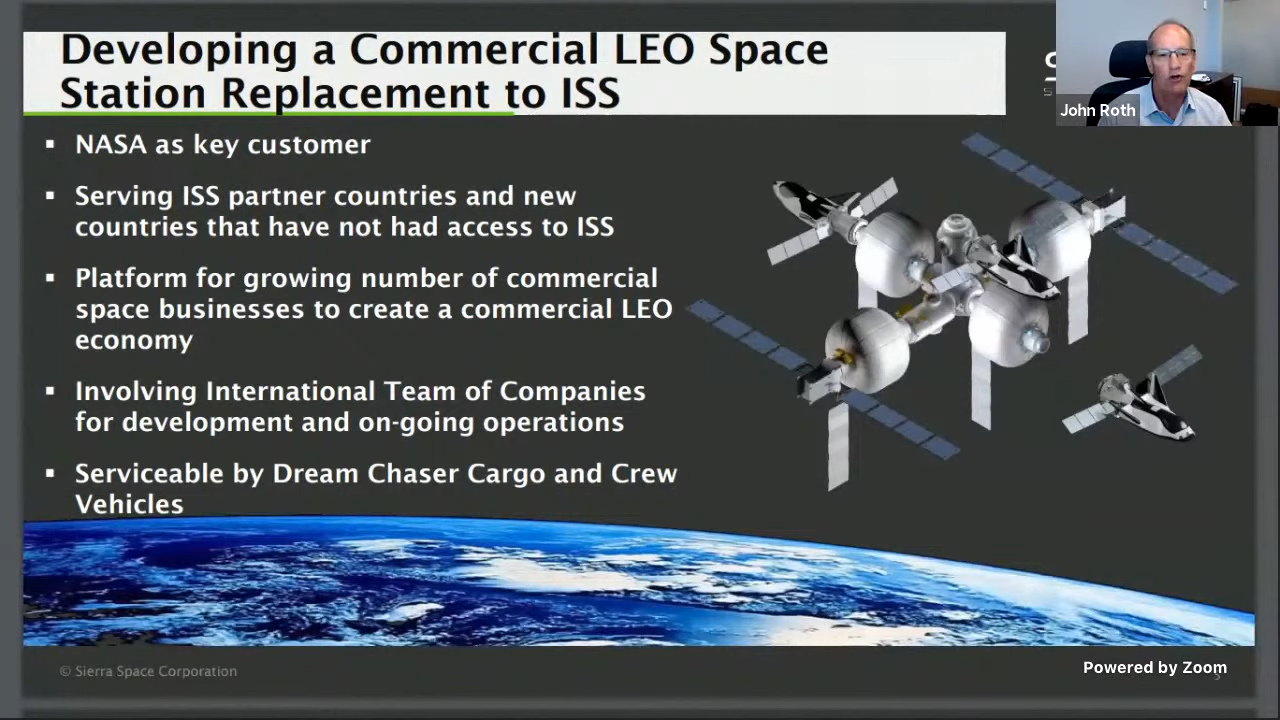 Developing a Commercial LEO Space
Station Replacement to ISS
John Roth
▪ NASA as key customer
▪ Serving ISS partner countries and new
countries that have not had access to ISS
▪ Platform for growing number of commercial
space businesses to create a commercial LEO
economy
▪ Involving International Team of Companies
for development and on-going operations
▪ Serviceable by Dream Chaser Cargo and Crew
Vehicles
© Sierra Space Corporation
Powered by Zoom